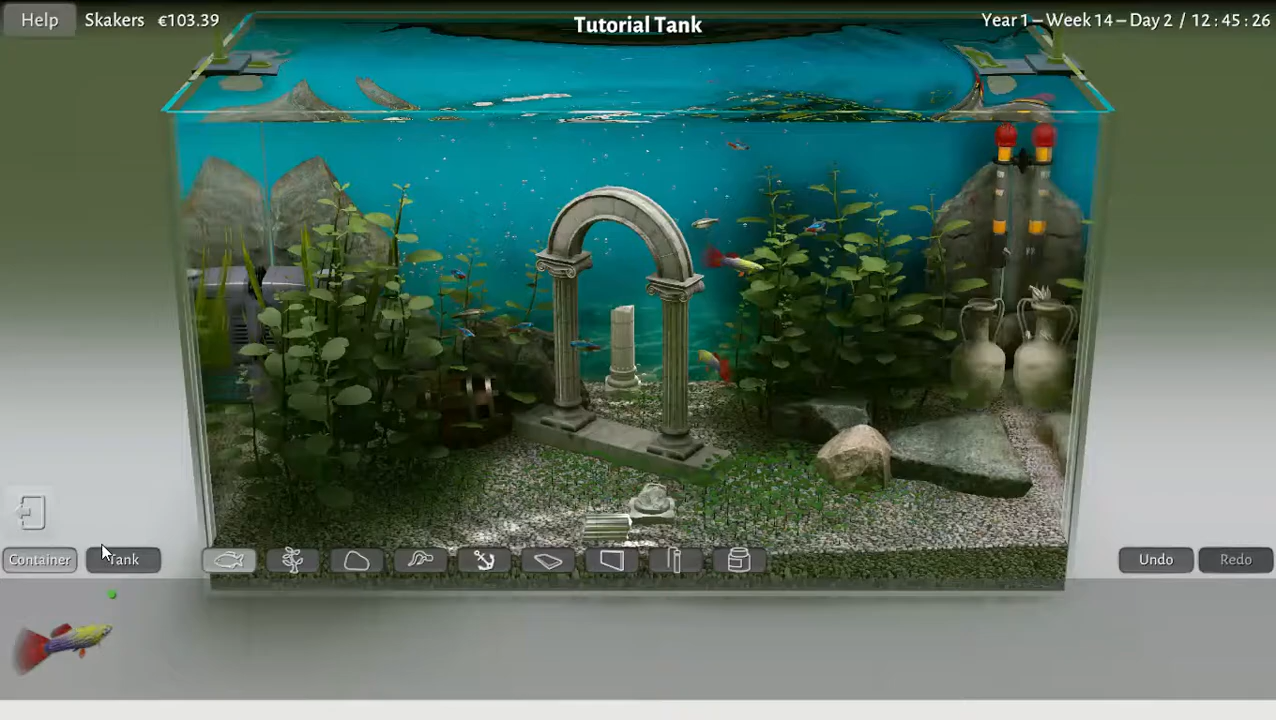 Help Skakers €103.39 Tutorial Tank Year 1 – Week 14 – Day 2 / 12:45:26
Container Tank Undo Redo